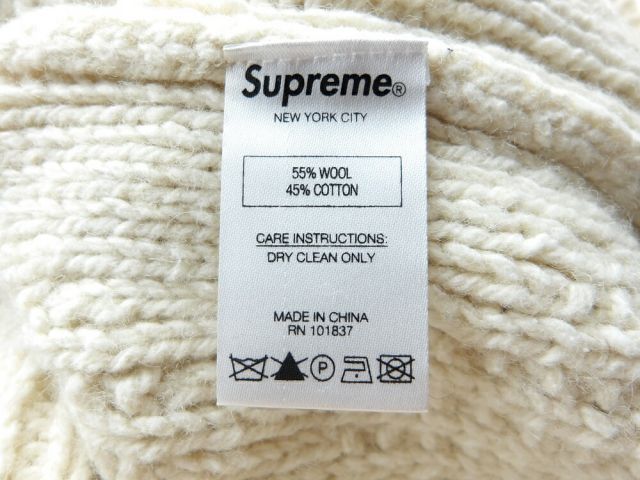 Supreme®
NEW YORK CITY
55% WOOL
45% COTTON
CARE INSTRUCTIONS:
DRY CLEAN ONLY
MADE IN CHINA
RN 101837
P